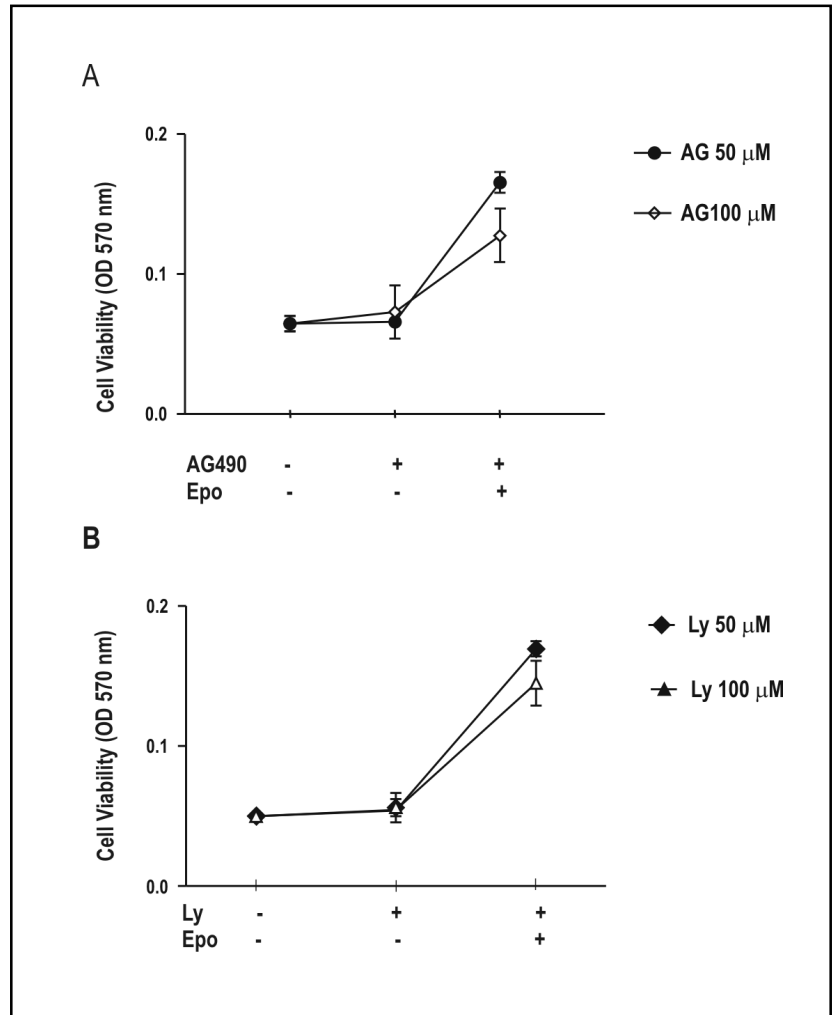 A
0.2
AG 50 μM
AG100 μM
Cell Viability (OD 570 nm)
0.1
0.0
AG490 - + +
Epo - - +
B
0.2
Ly 50 μM
Ly 100 μM
Cell Viability (OD 570 nm)
0.1
0.0
Ly - + +
Epo - - +